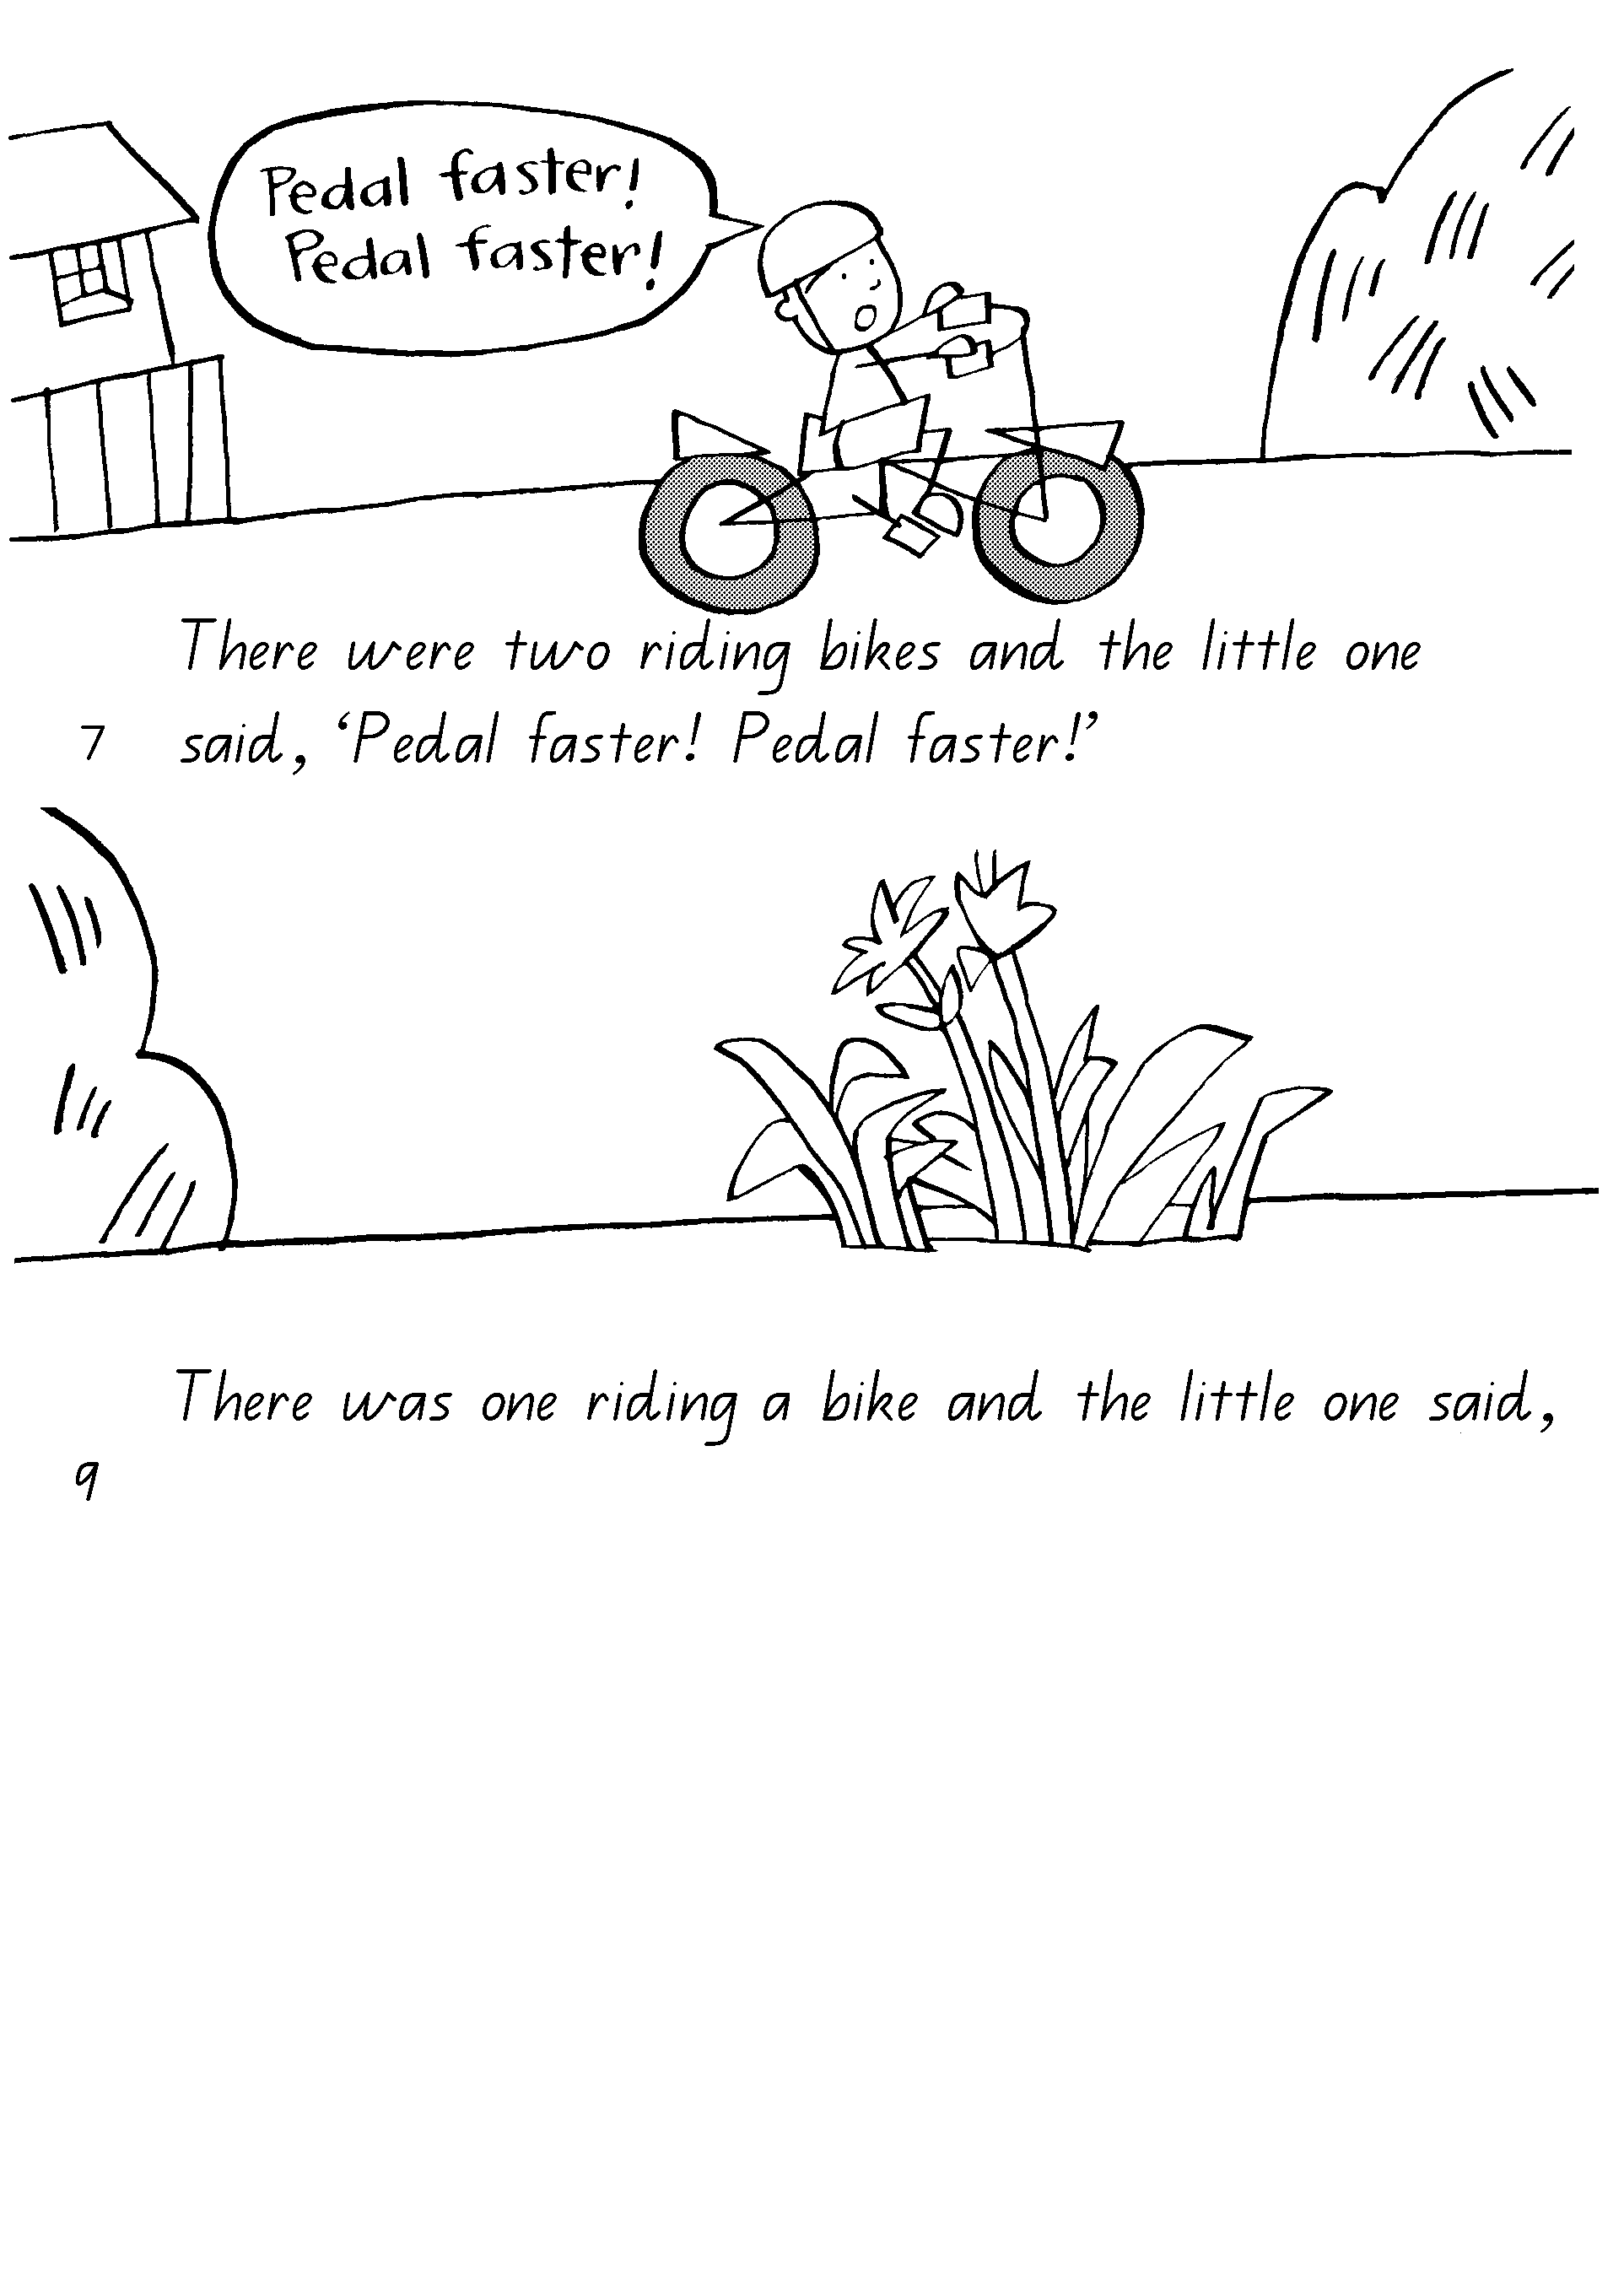 Pedal faster!
Pedal faster!
There were two riding bikes and the little one
7 said, ‘Pedal faster! Pedal faster!’
There was one riding a bike and the little one said,
9